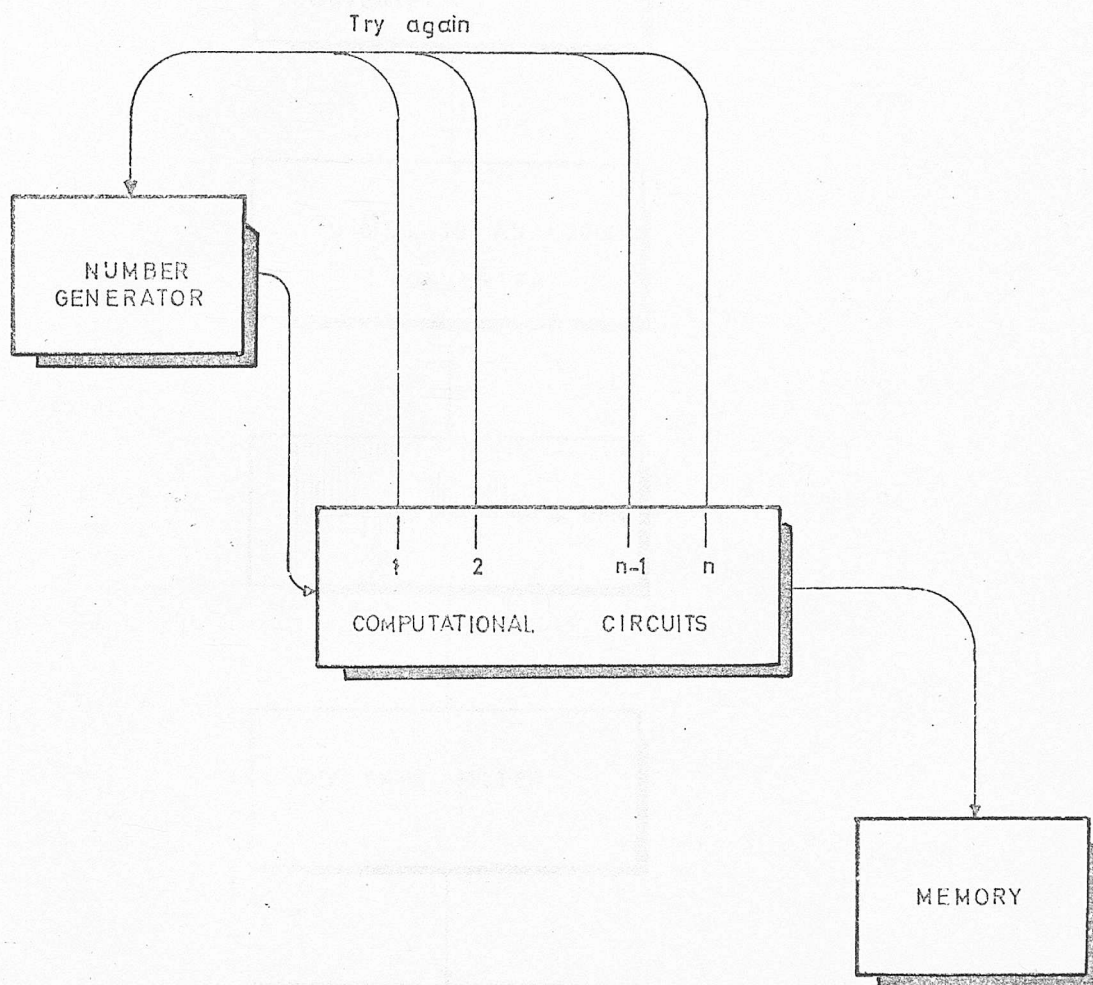 Try again
NUMBER
GENERATOR
1 2 n-1 n
COMPUTATIONAL CIRCUITS
MEMORY